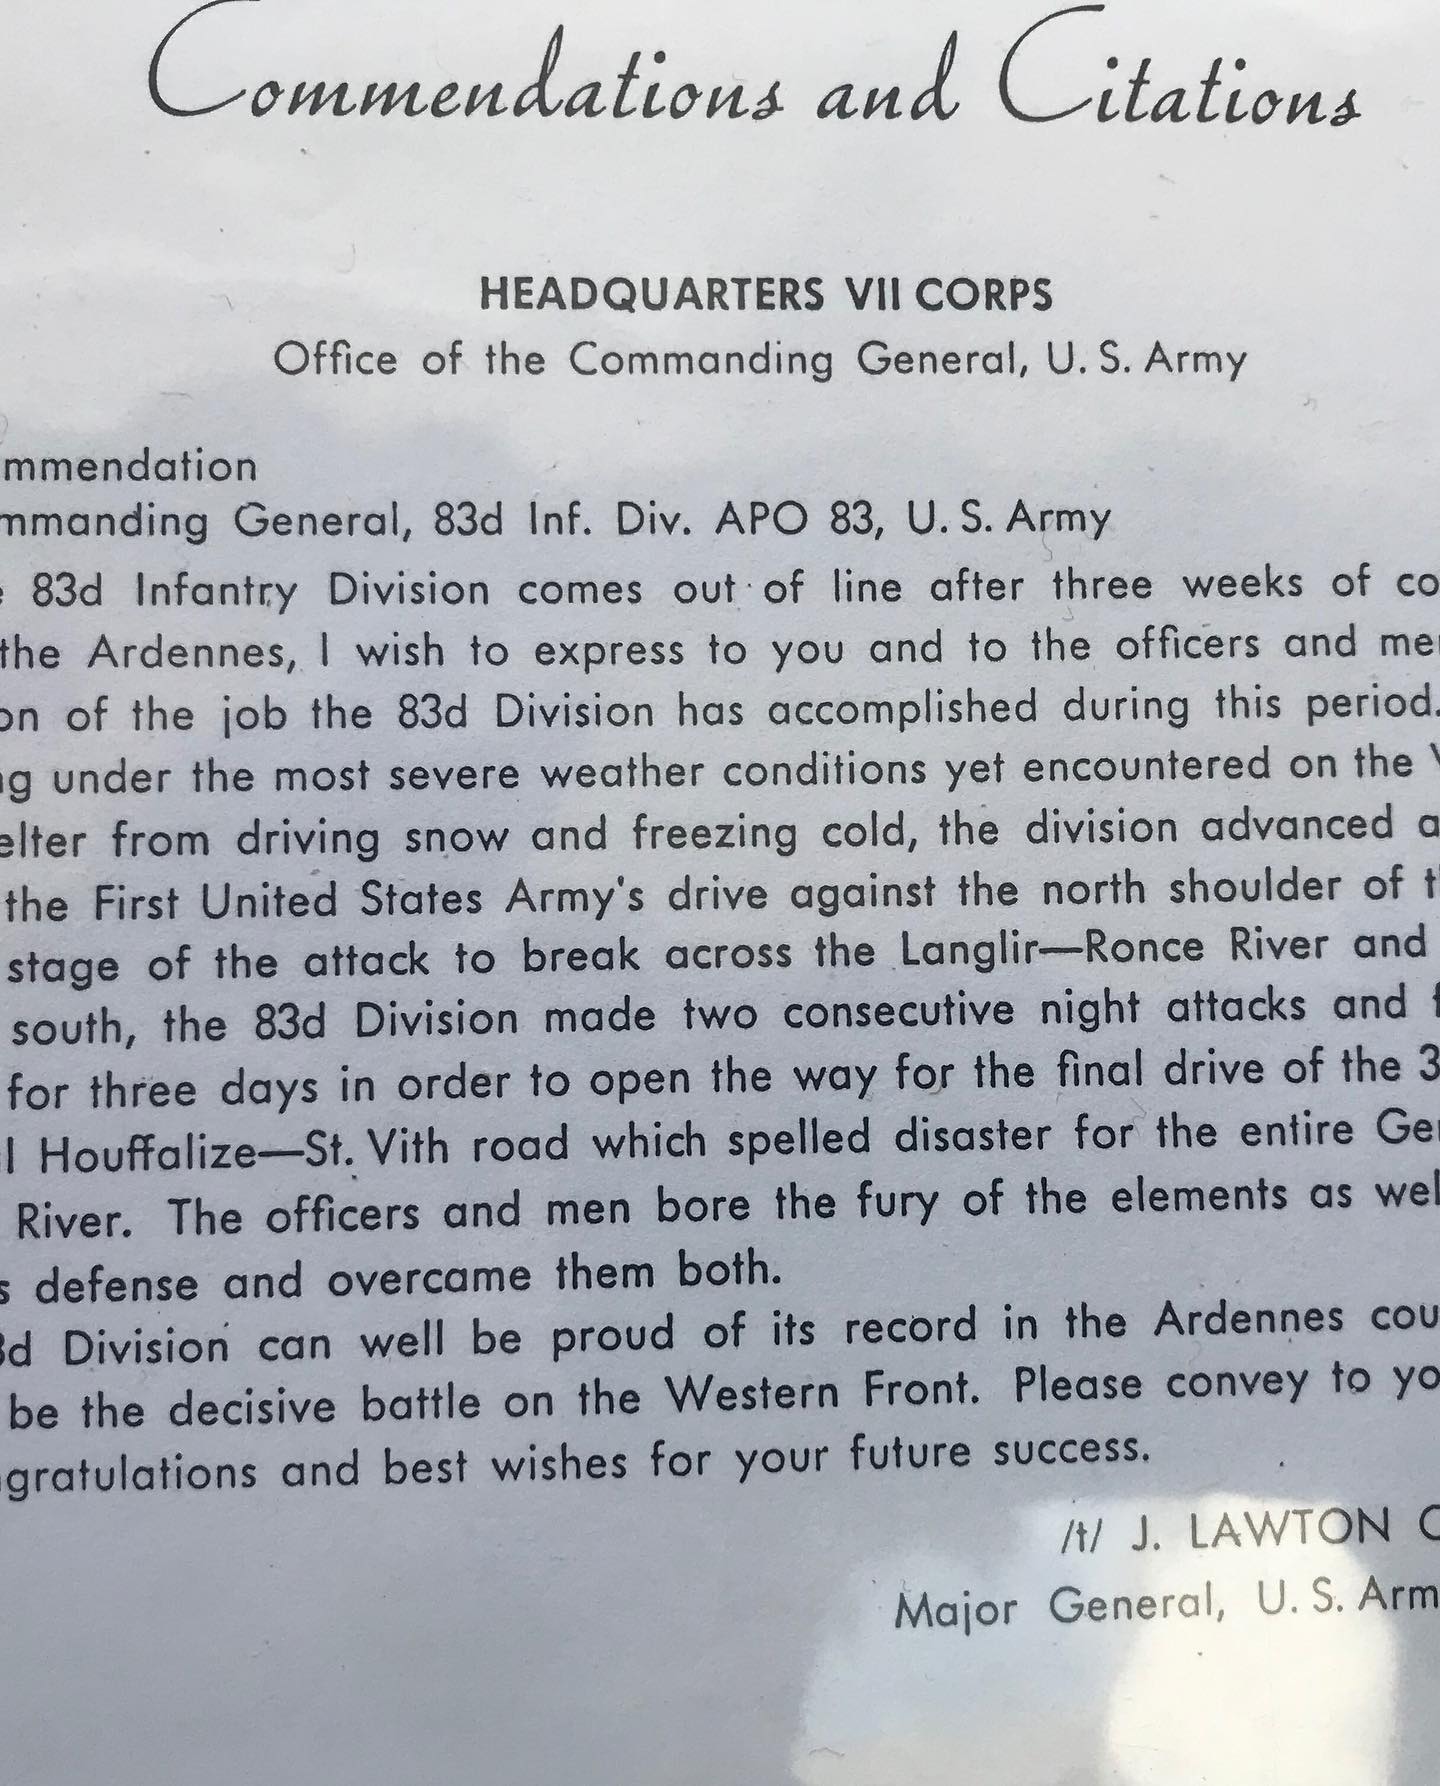 Commendations and Citations
HEADQUARTERS VII CORPS
Office of the Commanding General, U. S. Army
mmendation
mmanding General, 83d Inf. Div. APO 83, U. S. Army
83d Infantry Division comes out of line after three weeks of co
the Ardennes, I wish to express to you and to the officers and me
on of the job the 83d Division has accomplished during this period.
ng under the most severe weather conditions yet encountered on the
elter from driving snow and freezing cold, the division advanced a
the First United States Army's drive against the north shoulder of t
stage of the attack to break across the Langlir—Ronce River and
south, the 83d Division made two consecutive night attacks and f
for three days in order to open the way for the final drive of the 3
l Houffalize—St. Vith road which spelled disaster for the entire Ge
River. The officers and men bore the fury of the elements as wel
s defense and overcame them both.
3d Division can well be proud of its record in the Ardennes cou
be the decisive battle on the Western Front. Please convey to yo
ngratulations and best wishes for your future success.
/t/ J. LAWTON C
Major General, U. S. Arm